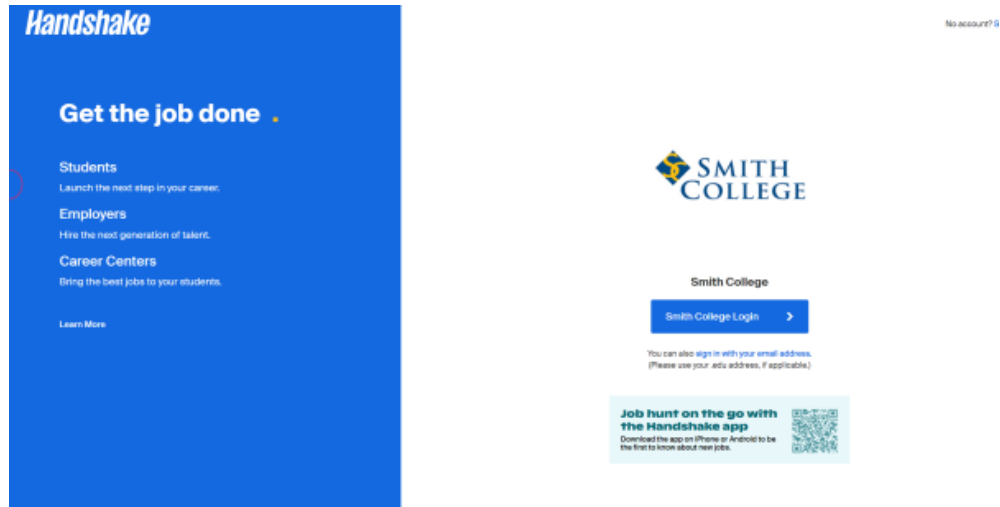 Handshake
No account?
Get the job done .
Students
Launch the next step in your career.
Employers
Hire the next generation of talent.
Career Centers
Bring the best jobs to your students.
Learn More
SMITH
COLLEGE
Smith College
Smith College Login
You can also sign in with your email address.
(Please use your .edu address, if applicable.)
Job hunt on the go with
the Handshake app
Download the app on iPhone or Android to be
the first to know about new jobs.